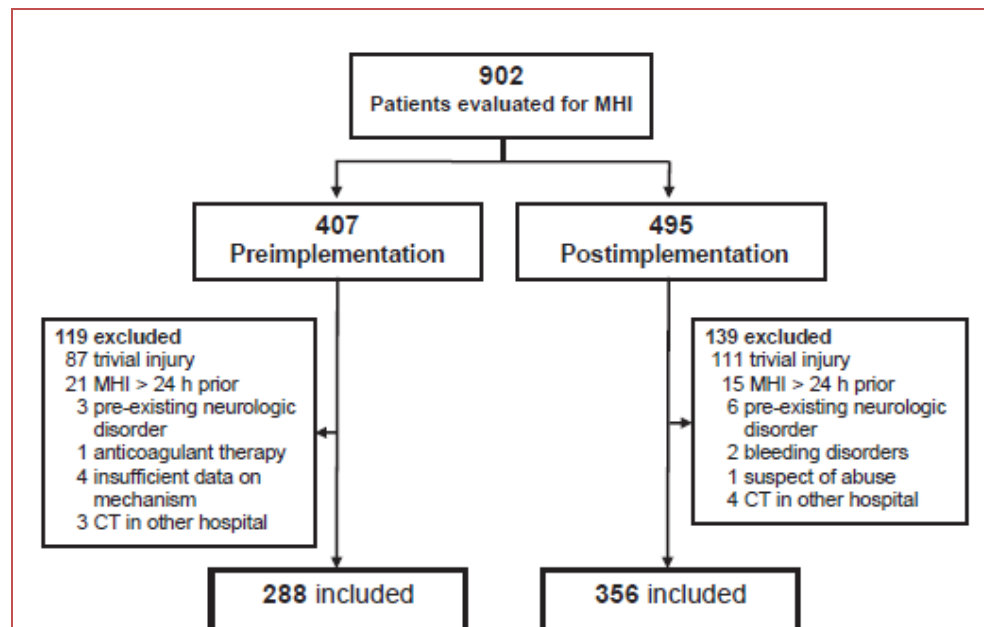 902
Patients evaluated for MHI
407
Preimplementation
495
Postimplementation
119 excluded
87 trivial injury
21 MHI > 24 h prior
3 pre-existing neurologic
disorder
1 anticoagulant therapy
4 insufficient data on
mechanism
3 CT in other hospital
139 excluded
111 trivial injury
15 MHI > 24 h prior
6 pre-existing neurologic
disorder
2 bleeding disorders
1 suspect of abuse
4 CT in other hospital
288 included
356 included